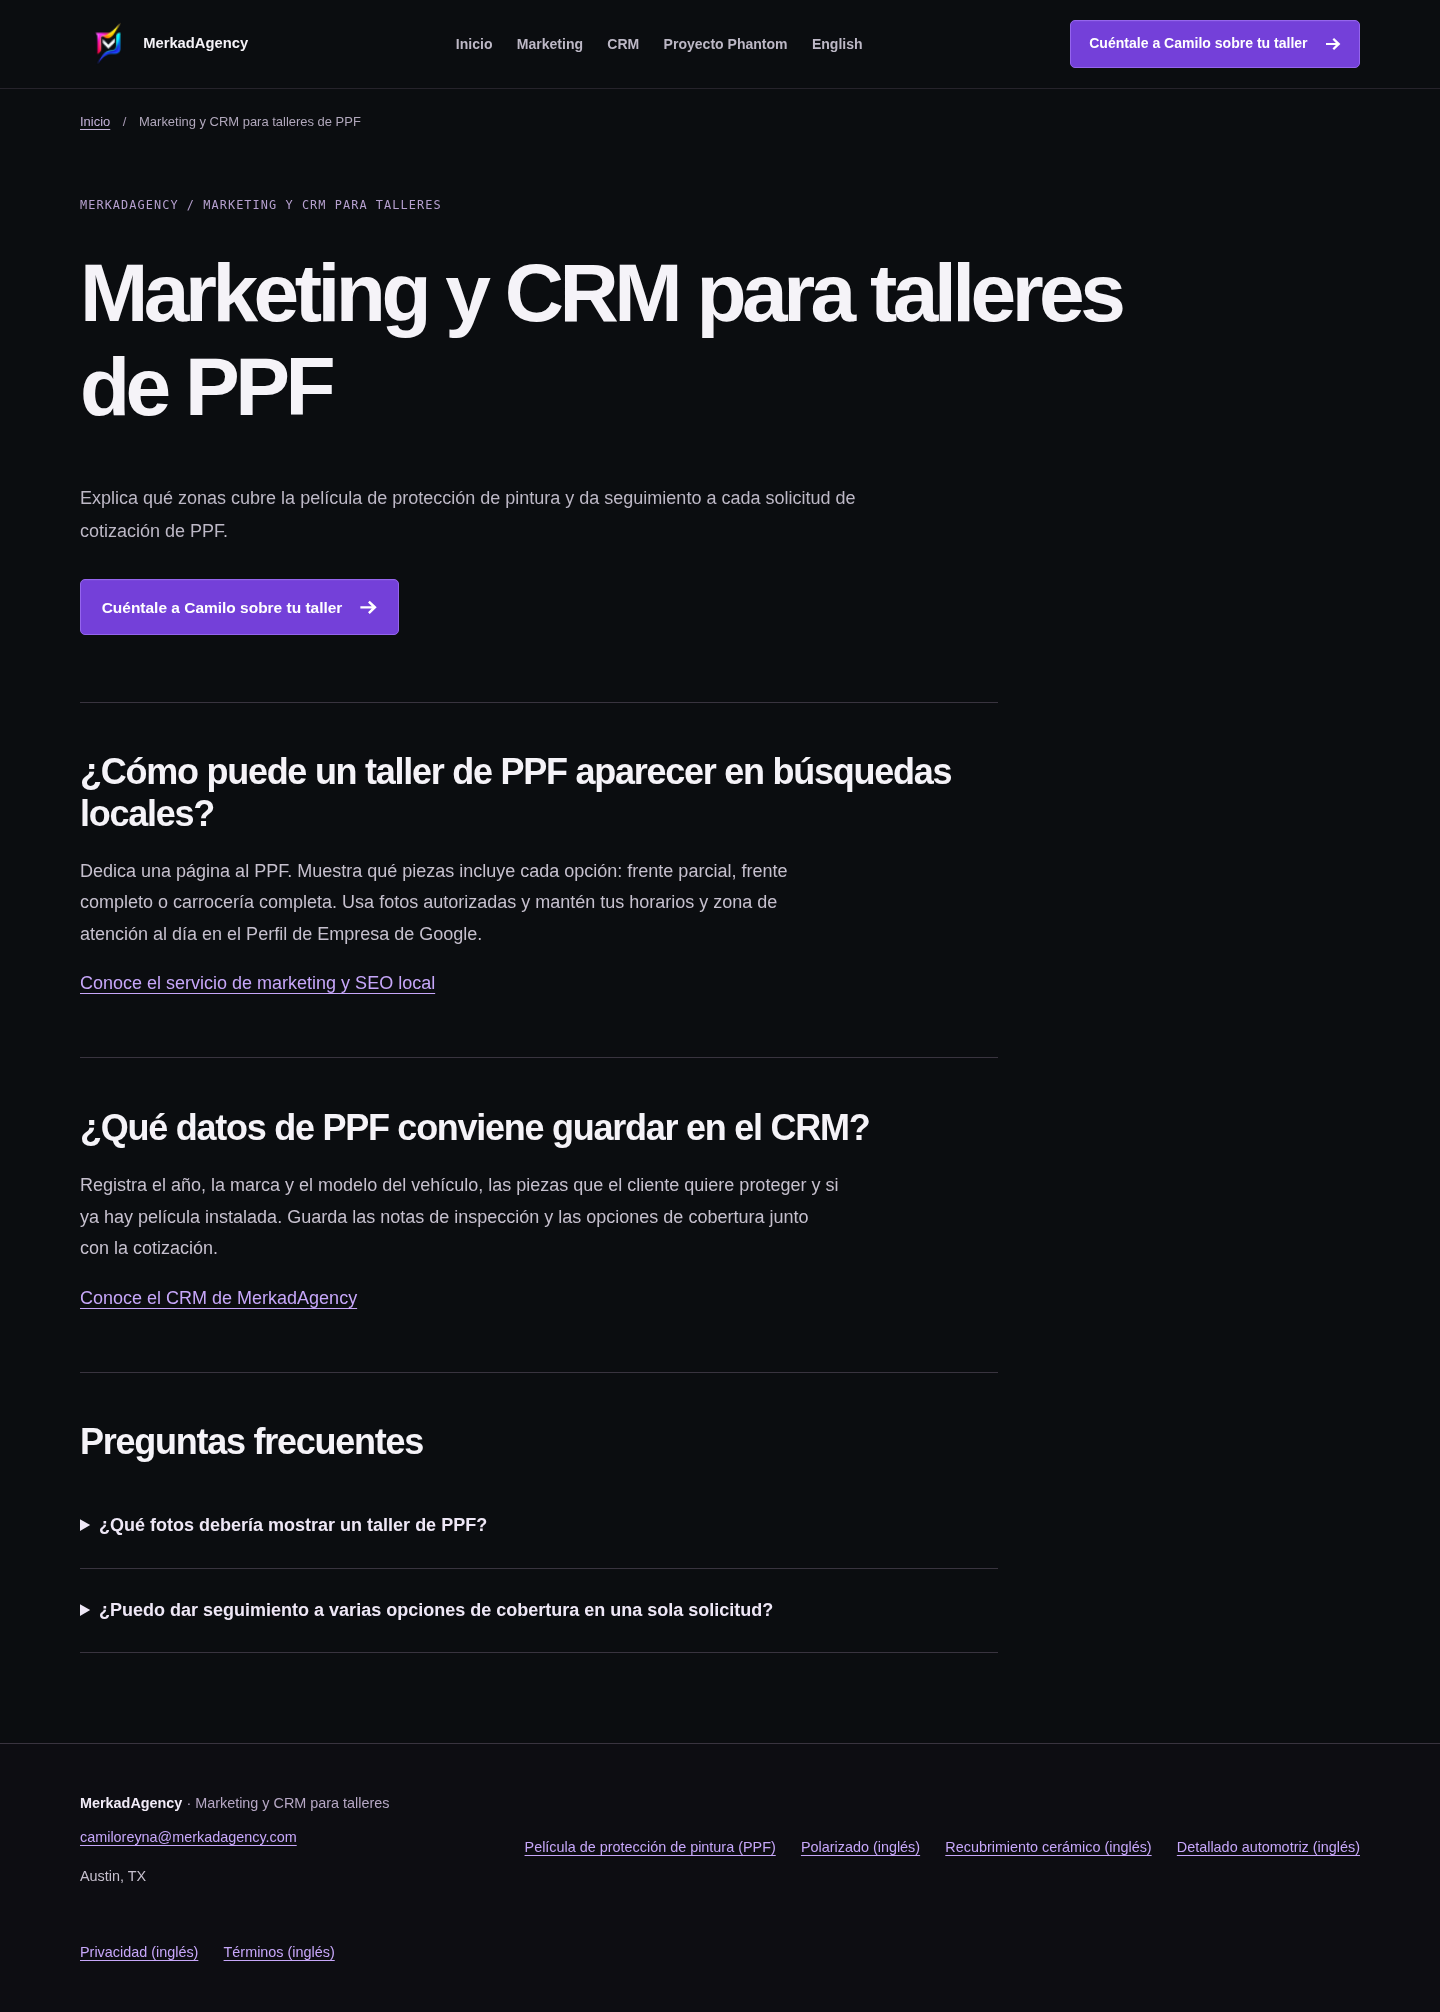 MerkadAgency
Inicio Marketing CRM Proyecto Phantom English
Cuéntale a Camilo sobre tu taller
Inicio / Marketing y CRM para talleres de PPF
MERKADAGENCY / MARKETING Y CRM PARA TALLERES
Marketing y CRM para talleres
de PPF
Explica qué zonas cubre la película de protección de pintura y da seguimiento a cada solicitud de
cotización de PPF.
Cuéntale a Camilo sobre tu taller
¿Cómo puede un taller de PPF aparecer en búsquedas
locales?
Dedica una página al PPF. Muestra qué piezas incluye cada opción: frente parcial, frente
completo o carrocería completa. Usa fotos autorizadas y mantén tus horarios y zona de
atención al día en el Perfil de Empresa de Google.
Conoce el servicio de marketing y SEO local
¿Qué datos de PPF conviene guardar en el CRM?
Registra el año, la marca y el modelo del vehículo, las piezas que el cliente quiere proteger y si
ya hay película instalada. Guarda las notas de inspección y las opciones de cobertura junto
con la cotización.
Conoce el CRM de MerkadAgency
Preguntas frecuentes
¿Qué fotos debería mostrar un taller de PPF?
¿Puedo dar seguimiento a varias opciones de cobertura en una sola solicitud?
MerkadAgency · Marketing y CRM para talleres
camiloreyna@merkadagency.com
Austin, TX
Película de protección de pintura (PPF) Polarizado (inglés) Recubrimiento cerámico (inglés) Detallado automotriz (inglés)
Privacidad (inglés) Términos (inglés)